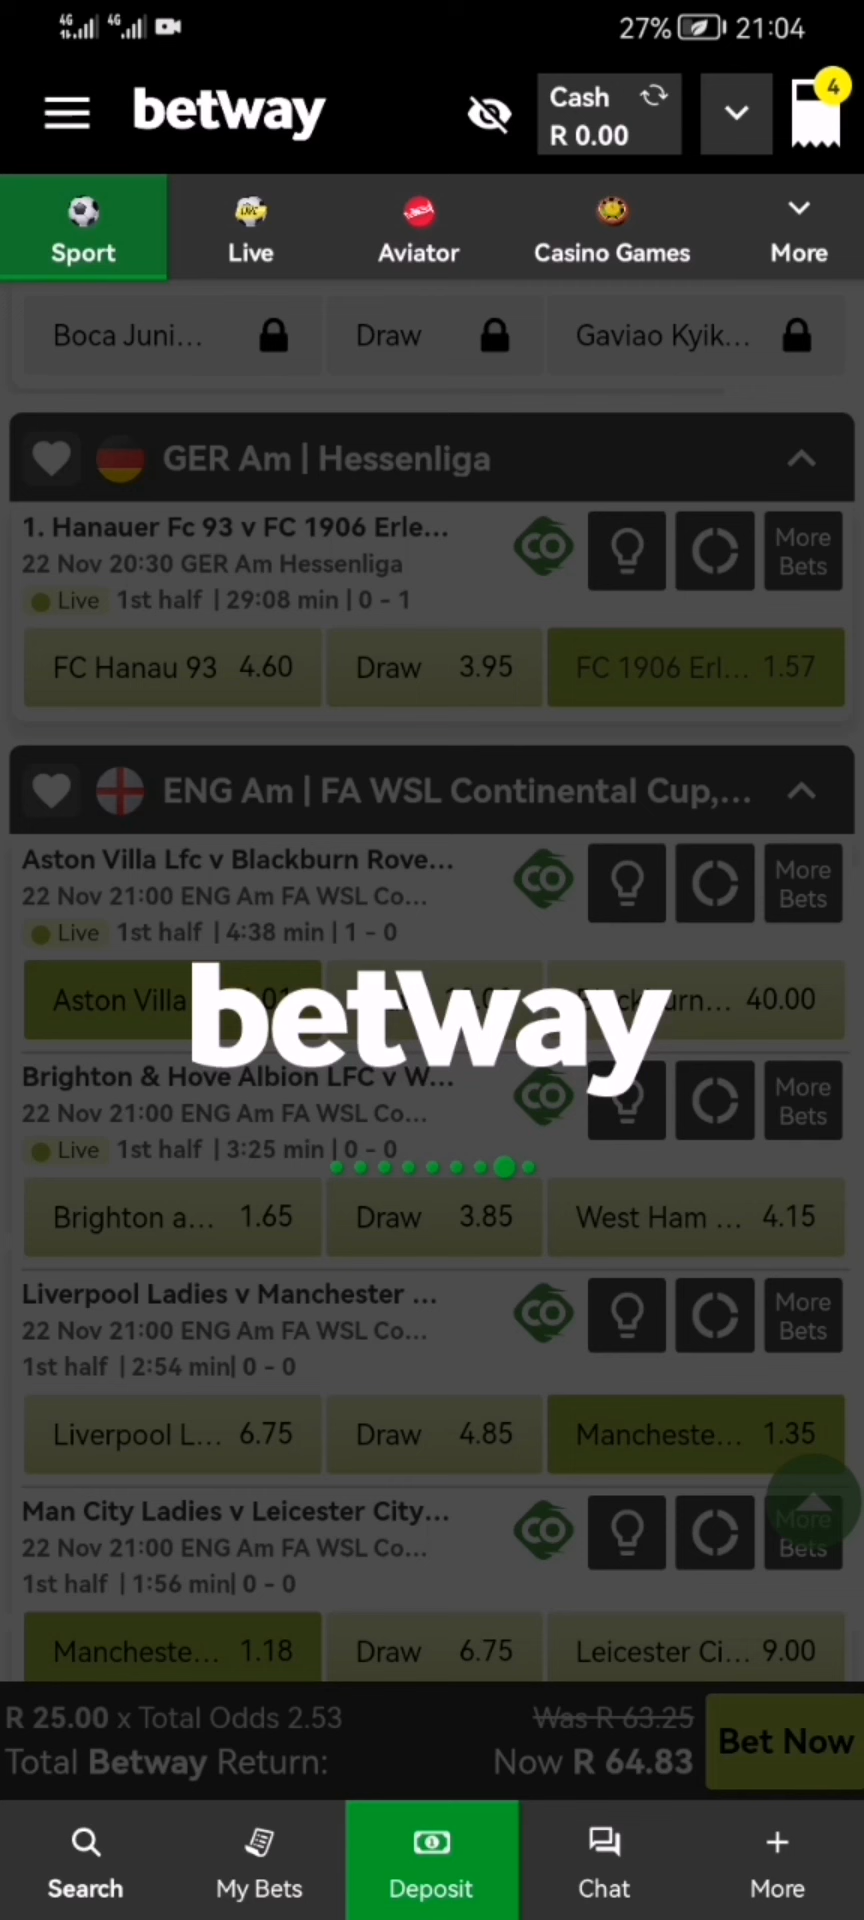 4G 4G 27% 21:04
betway Cash R 0.00 4
Sport Live Aviator Casino Games More
Boca Juni... Draw Gaviao Kyik...
GER Am | Hessenliga
1. Hanauer Fc 93 v FC 1906 Erle...
22 Nov 20:30 GER Am Hessenliga
CO More Bets
Live 1st half | 29:08 min | 0 - 1
FC Hanau 93 4.60 Draw 3.95 FC 1906 Erl... 1.57
ENG Am | FA WSL Continental Cup,...
Aston Villa Lfc v Blackburn Rove...
22 Nov 21:00 ENG Am FA WSL Co...
CO More Bets
Live 1st half | 4:38 min | 1 - 0
Aston Villa 40.00
betway
Brighton & Hove Albion LFC v W...
22 Nov 21:00 ENG Am FA WSL Co...
CO More Bets
Live 1st half | 3:25 min | 0 - 0
Brighton a... 1.65 Draw 3.85 West Ham ... 4.15
Liverpool Ladies v Manchester ...
22 Nov 21:00 ENG Am FA WSL Co...
CO More Bets
1st half | 2:54 min| 0 - 0
Liverpool L... 6.75 Draw 4.85 Mancheste... 1.35
Man City Ladies v Leicester City...
22 Nov 21:00 ENG Am FA WSL Co...
CO More Bets
1st half | 1:56 min| 0 - 0
Mancheste... 1.18 Draw 6.75 Leicester Ci... 9.00
R 25.00 x Total Odds 2.53 Was R 63.25
Total Betway Return: Now R 64.83
Bet Now
Search My Bets Deposit Chat More